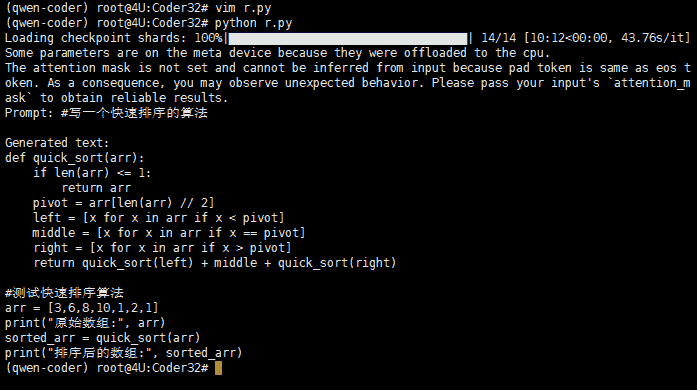 (qwen-coder) root@4U:Coder32# vim r.py
(qwen-coder) root@4U:Coder32# python r.py
Loading checkpoint shards: 100%|██████████| 14/14 [10:12<00:00, 43.76s/it]
Some parameters are on the meta device because they were offloaded to the cpu.
The attention mask is not set and cannot be inferred from input because pad token is same as eos t
oken. As a consequence, you may observe unexpected behavior. Please pass your input's `attention_m
ask` to obtain reliable results.
Prompt: #写一个快速排序的算法
Generated text:
def quick_sort(arr):
    if len(arr) <= 1:
        return arr
    pivot = arr[len(arr) // 2]
    left = [x for x in arr if x < pivot]
    middle = [x for x in arr if x == pivot]
    right = [x for x in arr if x > pivot]
    return quick_sort(left) + middle + quick_sort(right)
#测试快速排序算法
arr = [3,6,8,10,1,2,1]
print("原始数组:", arr)
sorted_arr = quick_sort(arr)
print("排序后的数组:", sorted_arr)
(qwen-coder) root@4U:Coder32#